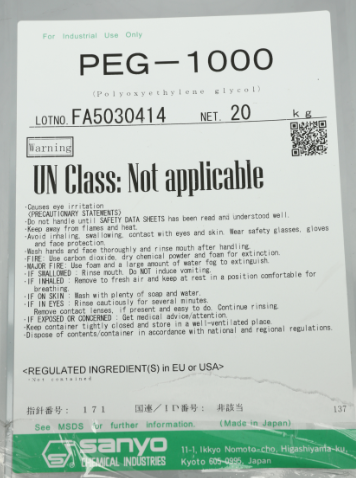 For Industrial Use Only
PEG-1000
(Polyoxyethylene glycol)
LOTNO. FA5030414 NET. 20 kg
Warning
UN Class: Not applicable
·Causes eye irritation
〈PRECAUTIONARY STATEMENTS〉
·Do not handle until SAFETY DATA SHEETS has been read and understood well.
·Keep away from flames and heat.
·Avoid inhaling, swallowing, contact with eyes and skin. Wear safety glasses, gloves
and face protection.
·Wash hands and face thoroughly and rinse mouth after handling.
·FIRE: Use carbon dioxide, dry chemical powder and foam for extinction.
·MAJOR FIRE: Use foam and a large amount of water fog to extinguish.
·IF SWALLOWED : Rinse mouth. Do NOT induce vomiting.
·IF INHALED : Remove to fresh air and keep at rest in a position comfortable for
breathing.
·IF ON SKIN : Wash with plenty of soap and water.
·IF IN EYES : Rinse cautiously for several minutes.
Remove contact lenses, if present and easy to do. Continue rinsing.
·IF EXPOSED OR CONCERNED : Get medical advice/attention.
·Keep container tightly closed and store in a well-ventilated place.
·Dispose of contents/container in accordance with national and regional regulations.
<REGULATED INGREDIENT(S) in EU or USA>
·Not contained
指針番号: 171 国連/ID番号: 非該当 137
See MSDS for further information. (Made in Japan)
sanyo
CHEMICAL INDUSTRIES
11-1, Ikkyo Nomoto-cho, Higashiyama-ku,
Kyoto 605-0995, Japan